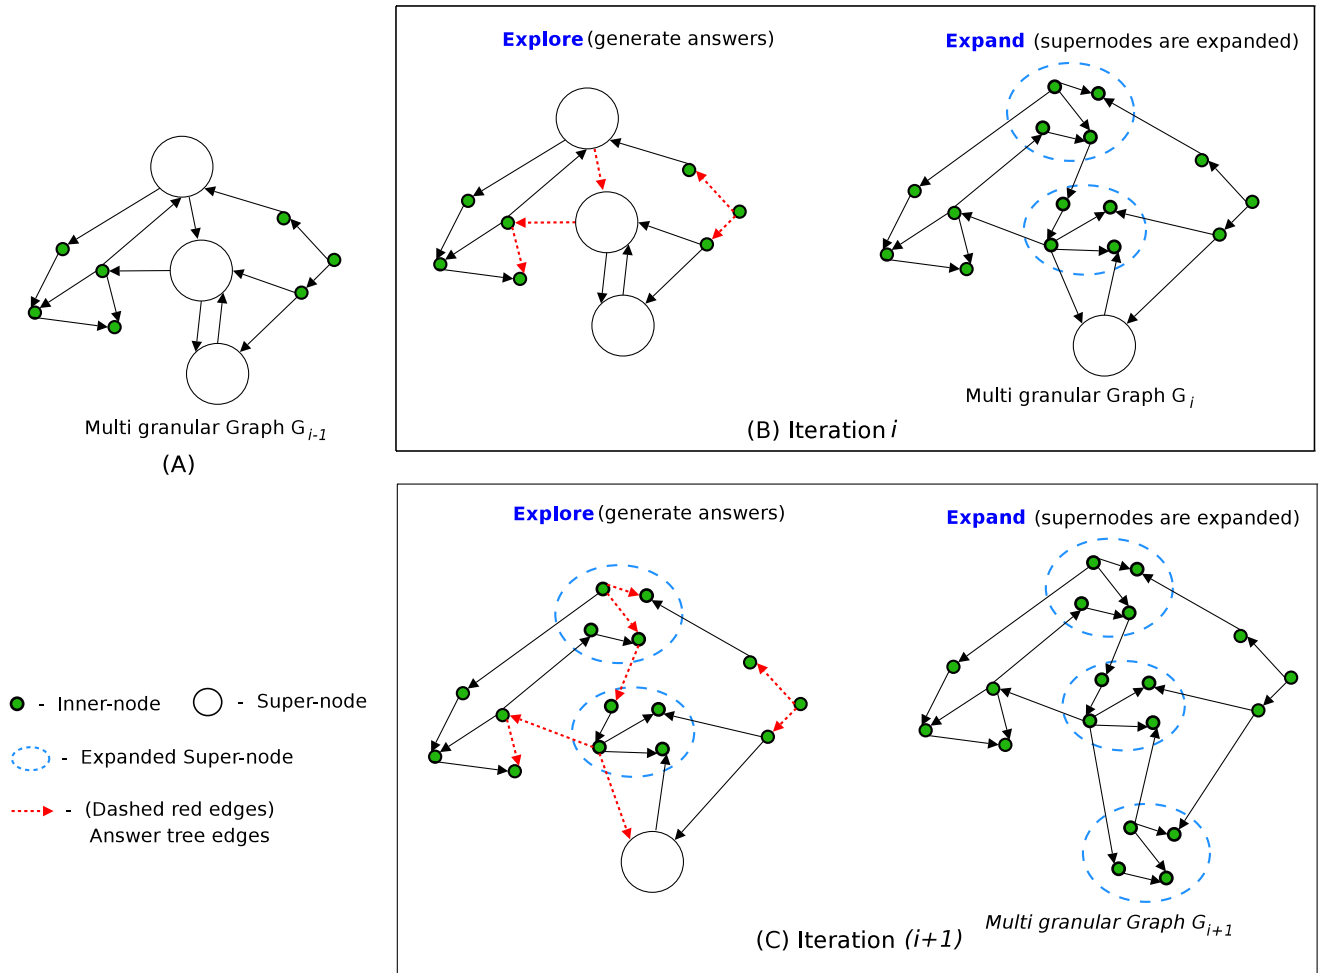 Explore (generate answers)
Expand (supernodes are expanded)
Multi granular Graph G i-1
(A)
Multi granular Graph G i
(B) Iteration i
Explore (generate answers)
Expand (supernodes are expanded)
- Inner-node
- Super-node
- Expanded Super-node
- (Dashed red edges)
Answer tree edges
Multi granular Graph G i+1
(C) Iteration (i+1)